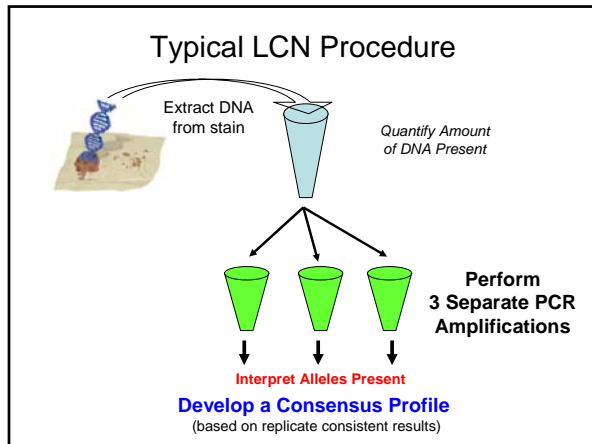 Typical LCN Procedure
Extract DNA
from stain
Quantify Amount
of DNA Present
Perform
3 Separate PCR
Amplifications
Interpret Alleles Present
Develop a Consensus Profile
(based on replicate consistent results)